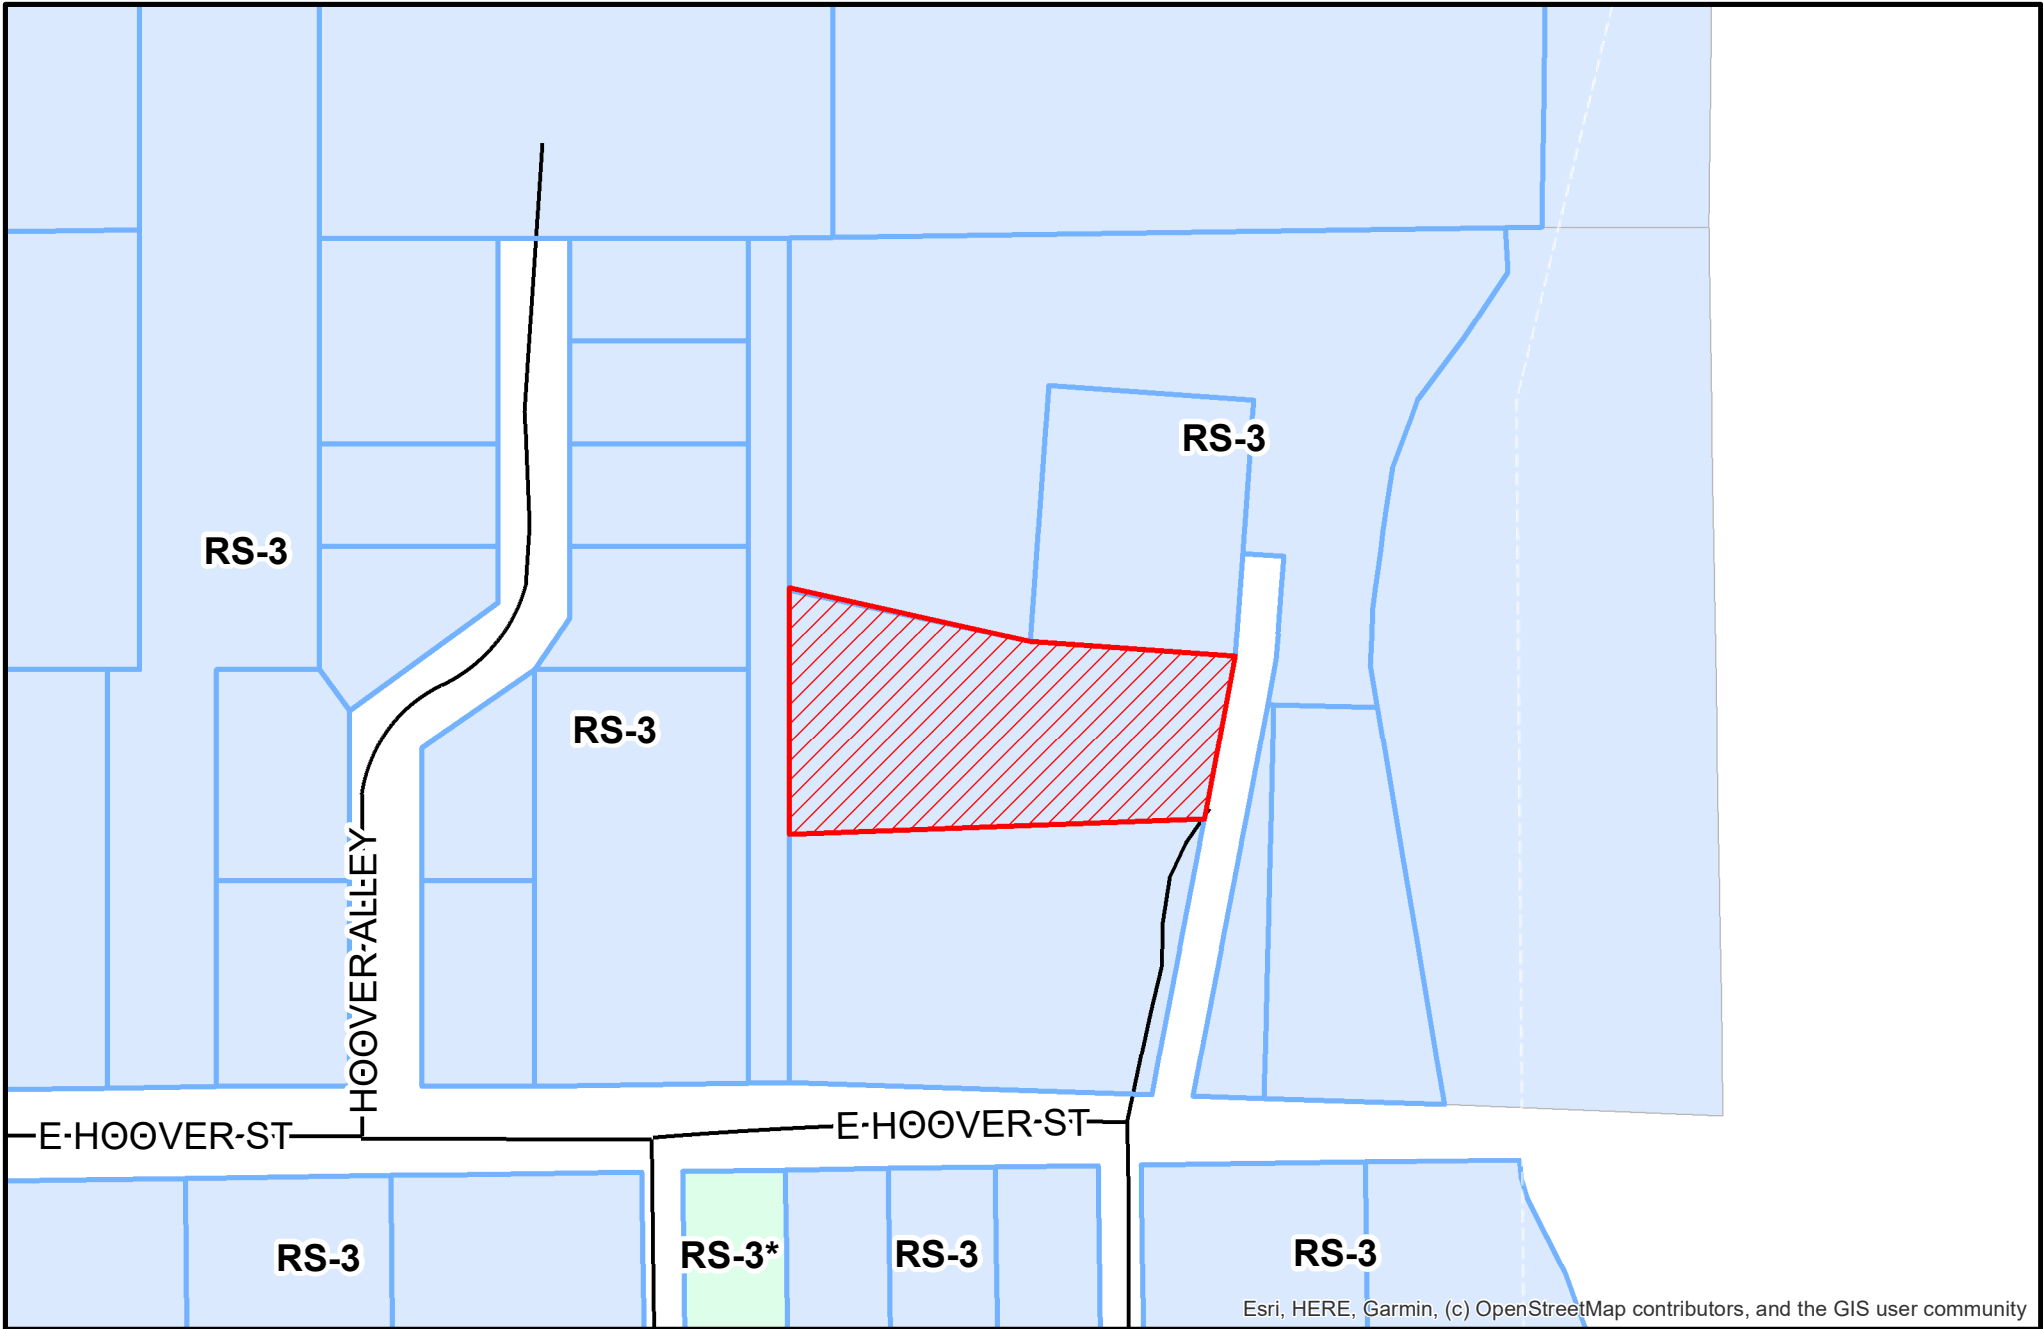 RS-3
RS-3
RS-3
HOOVER ALLEY
E HOOVER ST
E HOOVER ST
RS-3
RS-3*
RS-3
RS-3
Esri, HERE, Garmin, (c) OpenStreetMap contributors, and the GIS user community